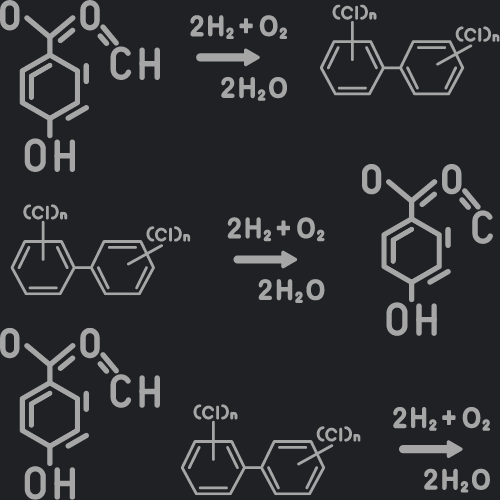 O O CH
OH
2H₂ + O₂
2H₂O
(Cl)n
(Cl)n
(Cl)n
(Cl)n
2H₂ + O₂
2H₂O
O O C
OH
O O CH
OH
(Cl)n
(Cl)n
2H₂ + O₂
2H₂O